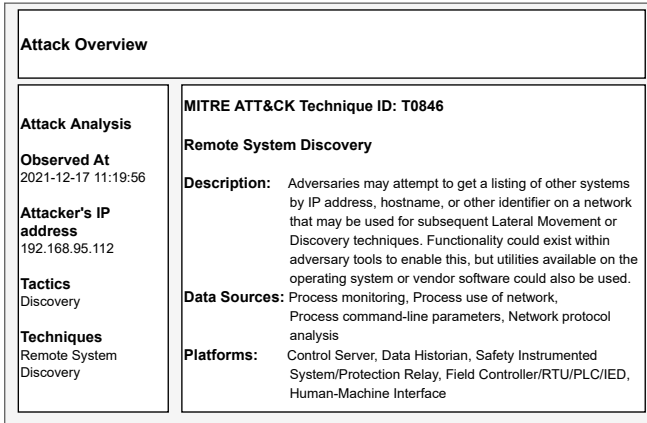 Attack Overview
Attack Analysis
Observed At
2021-12-17 11:19:56
Attacker's IP
address
192.168.95.112
Tactics
Discovery
Techniques
Remote System
Discovery
MITRE ATT&CK Technique ID: T0846
Remote System Discovery
Description: Adversaries may attempt to get a listing of other systems
by IP address, hostname, or other identifier on a network
that may be used for subsequent Lateral Movement or
Discovery techniques. Functionality could exist within
adversary tools to enable this, but utilities available on the
operating system or vendor software could also be used.
Data Sources: Process monitoring, Process use of network,
Process command-line parameters, Network protocol
analysis
Platforms: Control Server, Data Historian, Safety Instrumented
System/Protection Relay, Field Controller/RTU/PLC/IED,
Human-Machine Interface